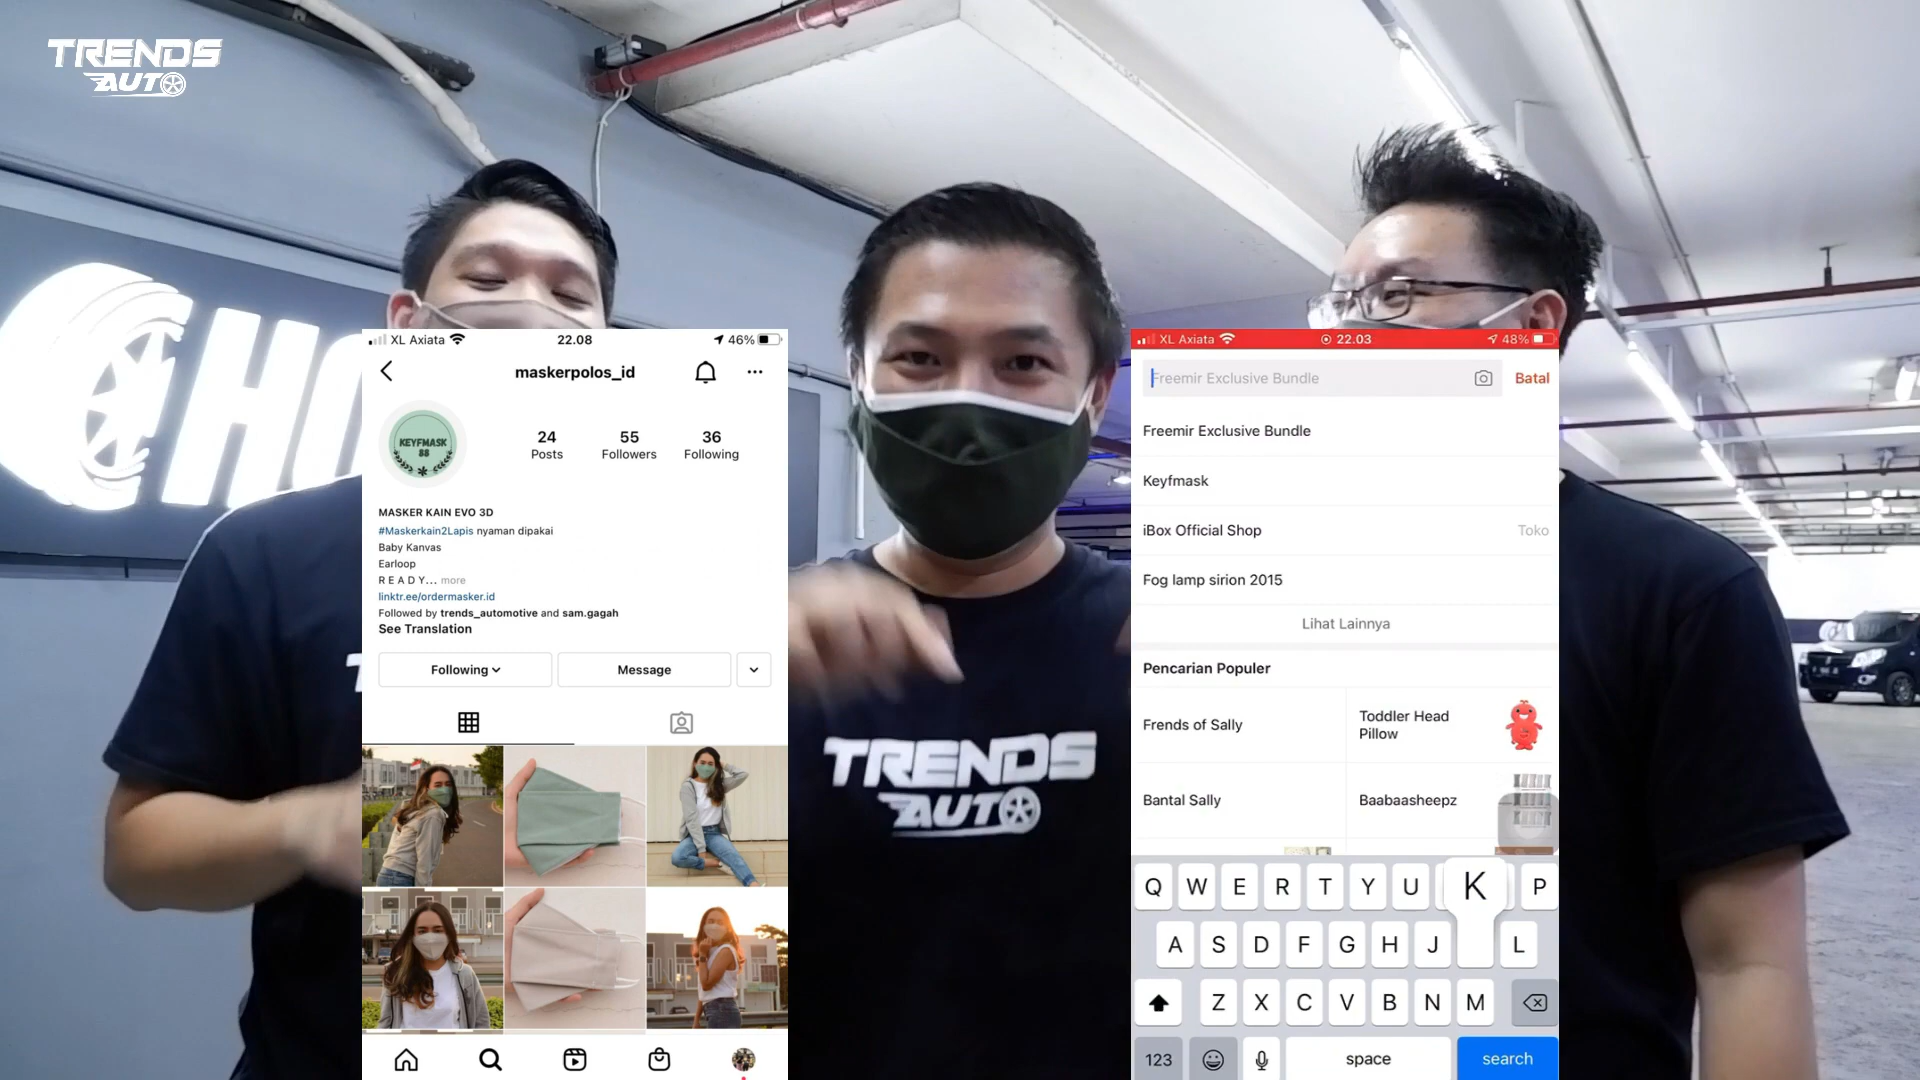 TRENDS
AUTO
HO
XL Axiata
22.08
46%
maskerpolos_id
KEYFMASK
88
24
55
36
Posts
Followers
Following
MASKER KAIN EVO 3D
#Maskerkain2Lapis nyaman dipakai
Baby Kanvas
Earloop
R E A D Y... more
linktr.ee/ordermasker.id
Followed by trends_automotive and sam.gagah
See Translation
Following
Message
TRENDS
AUTO
XL Axiata
22.03
48%
Freemir Exclusive Bundle
Batal
Freemir Exclusive Bundle
Keyfmask
iBox Official Shop
Toko
Fog lamp sirion 2015
Lihat Lainnya
Pencarian Populer
Frends of Sally
Toddler Head
Pillow
Bantal Sally
Baabaasheepz
Q W E R T Y U K P
A S D F G H J L
Z X C V B N M
123
space
search